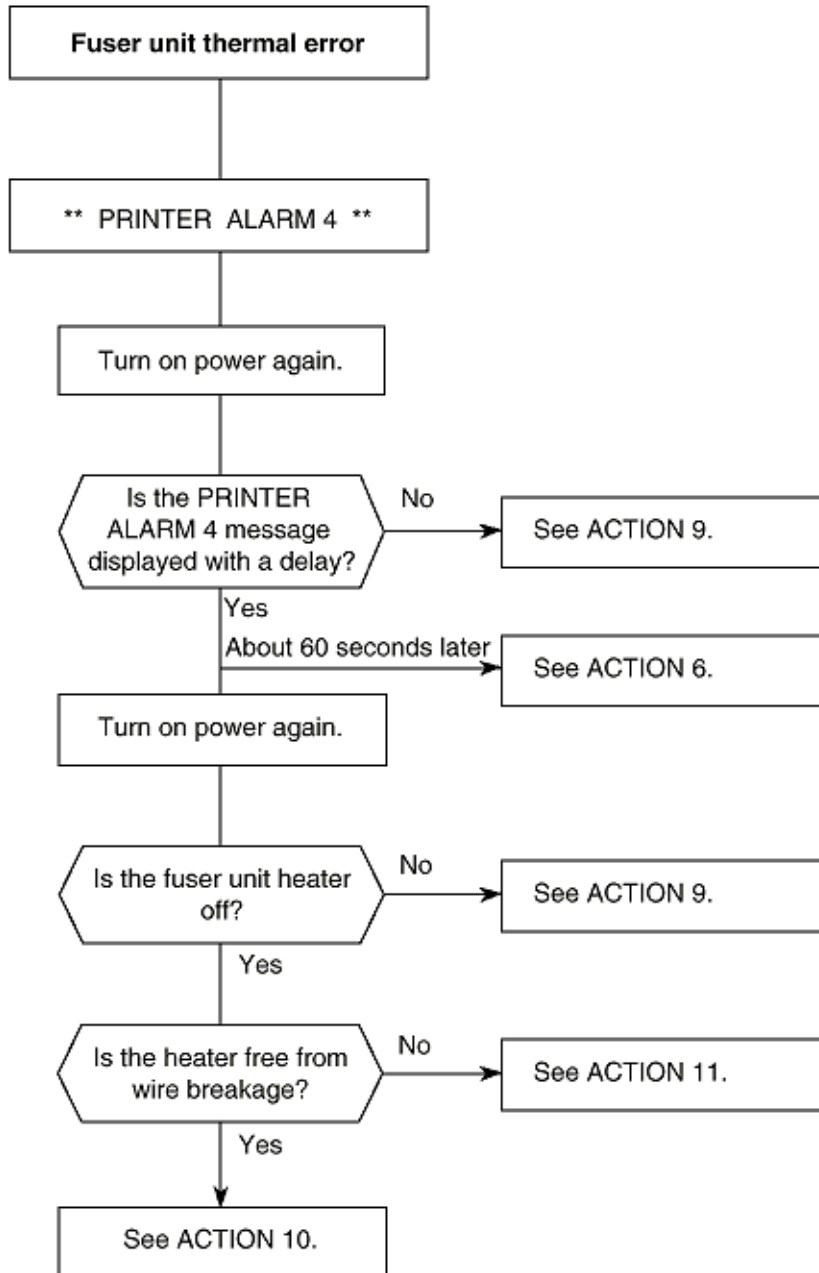 Fuser unit thermal error
** PRINTER ALARM 4 **
Turn on power again.
Is the PRINTER
ALARM 4 message
displayed with a delay?
No
See ACTION 9.
Yes
About 60 seconds later
See ACTION 6.
Turn on power again.
Is the fuser unit heater
off?
No
See ACTION 9.
Yes
Is the heater free from
wire breakage?
No
See ACTION 11.
Yes
See ACTION 10.